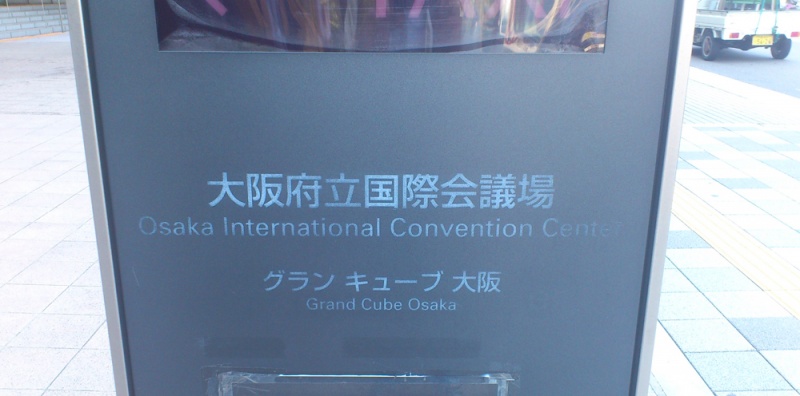 大阪府立国際会議場
Osaka International Convention Center
グラン キューブ 大阪
Grand Cube Osaka